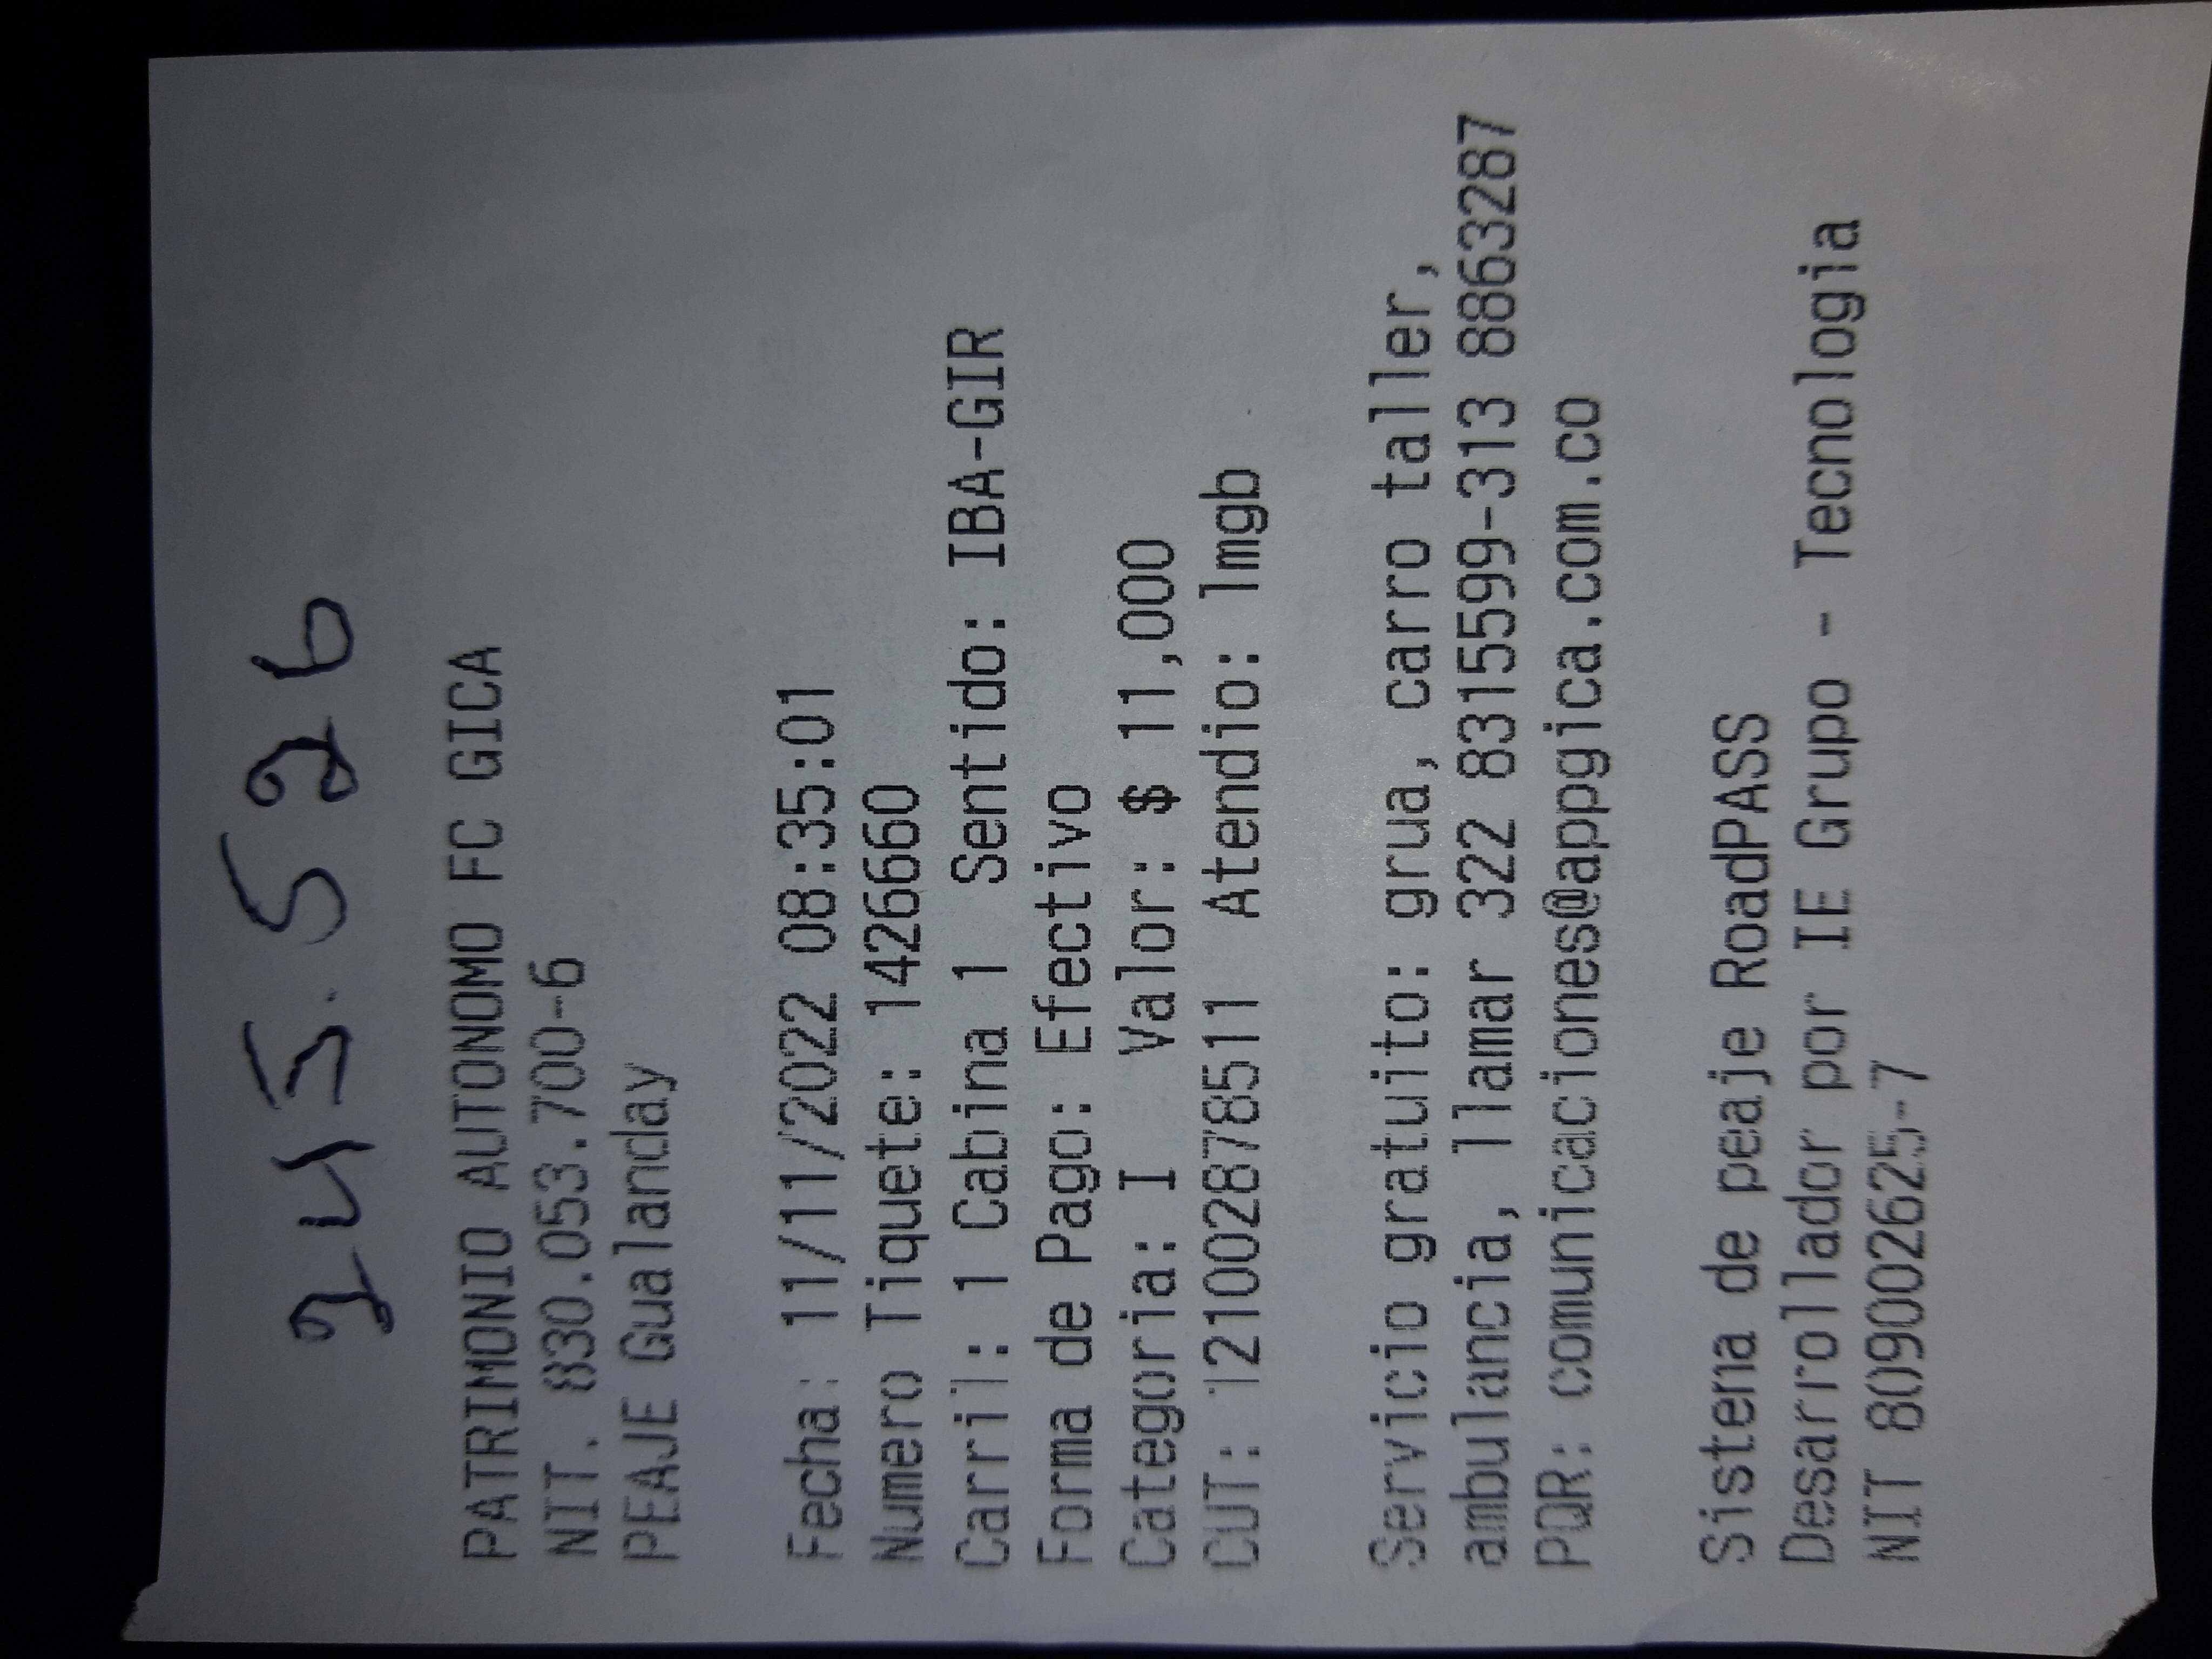 245.526
PATRIMONIO AUTONOMO FC GICA
NIT. 830.053.700-6
PEAJE Gualanday
Fecha: 11/11/2022 08:35:01
Numero Tiquete: 142660
Carril: 1 Cabina 1 Sentido: IBA-GIR
Forma de Pago: Efectivo
Categoria: I Valor: $ 11,000
CUT: 121002878511 Atendio: lmgb
Servicio gratuito: grua, carro taller,
ambulancia, llamar 322 8315599-313 8863287
PQR: comunicaciones@appgica.com.co
Sistema de peaje RoadPASS
Desarrollador por IE Grupo - Tecnologia
NIT 809002625-7